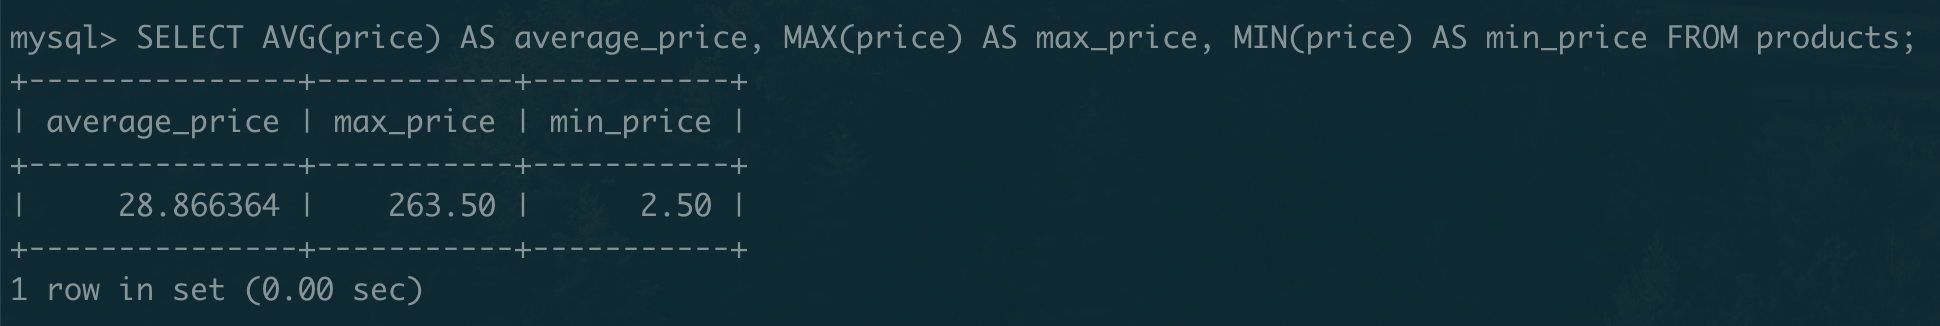 mysql> SELECT AVG(price) AS average_price, MAX(price) AS max_price, MIN(price) AS min_price FROM products;
+---------------+-----------+-----------+
| average_price | max_price | min_price |
+---------------+-----------+-----------+
|     28.866364 |    263.50 |      2.50 |
+---------------+-----------+-----------+
1 row in set (0.00 sec)